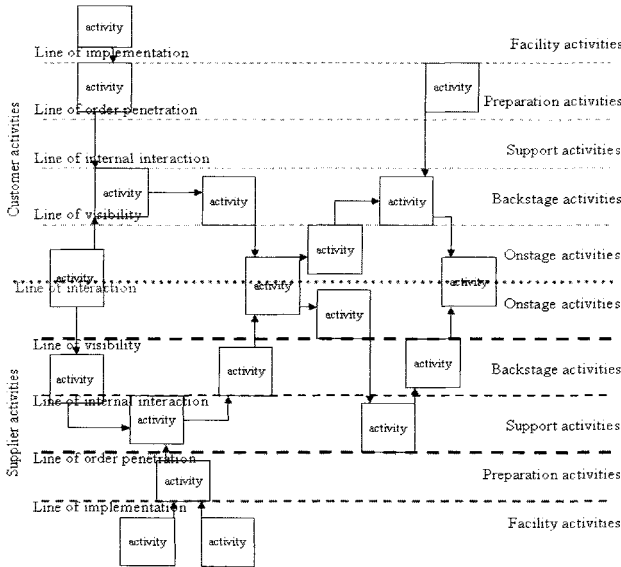 activity
Line of implementation Facility activities
activity
Line of order penetration Preparation activities
activity
Line of internal interaction Support activities
activity
activity
activity
Backstage activities
Line of visibility
activity
Onstage activities
activity
activity
activity
Line of interaction
activity
Onstage activities
Line of visibility
activity
activity
activity
Backstage activities
Line of internal interaction
activity
activity
Support activities
Line of order penetration
activity
Preparation activities
Line of implementation
activity
activity
Facility activities
Customer activities
Supplier activities